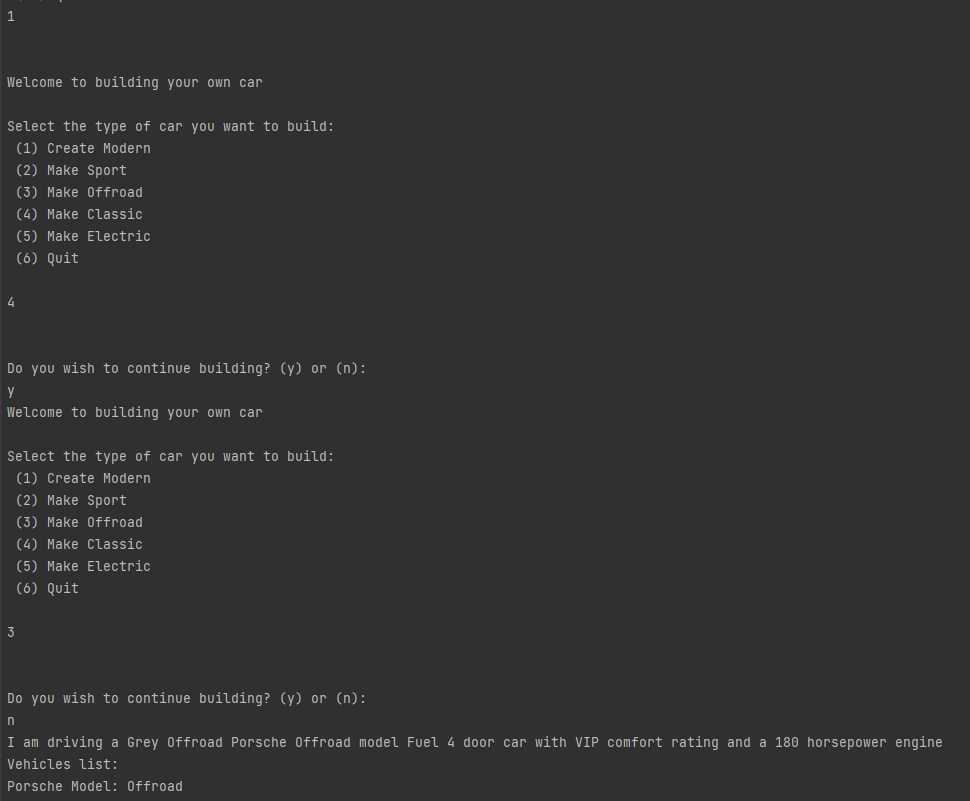 1
Welcome to building your own car
Select the type of car you want to build:
(1) Create Modern
(2) Make Sport
(3) Make Offroad
(4) Make Classic
(5) Make Electric
(6) Quit
4
Do you wish to continue building? (y) or (n):
y
Welcome to building your own car
Select the type of car you want to build:
(1) Create Modern
(2) Make Sport
(3) Make Offroad
(4) Make Classic
(5) Make Electric
(6) Quit
3
Do you wish to continue building? (y) or (n):
n
I am driving a Grey Offroad Porsche Offroad model Fuel 4 door car with VIP comfort rating and a 180 horsepower engine
Vehicles list:
Porsche Model: Offroad